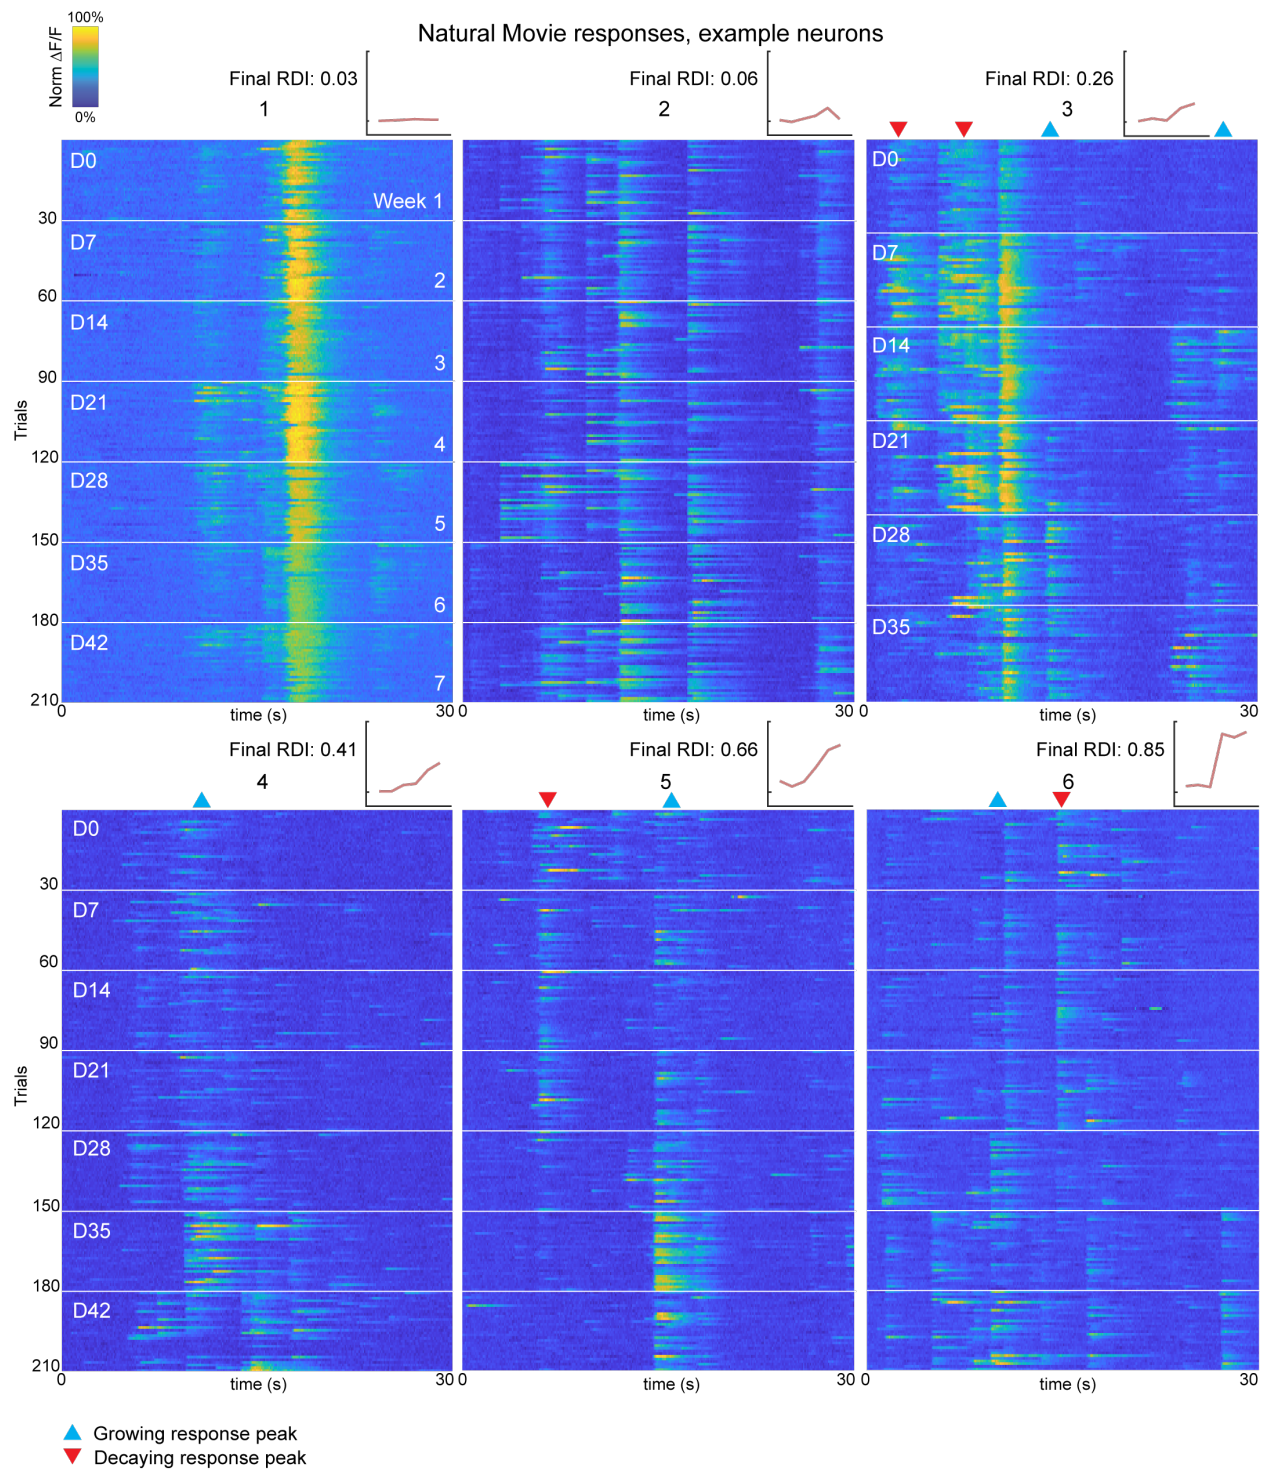 100%
Norm ΔF/F
0%
Natural Movie responses, example neurons
Final RDI: 0.03
1
Final RDI: 0.06
2
Final RDI: 0.26
3
D0
Week 1
30
D7
2
60
D14
3
90
D21
4
120
D28
5
150
D35
6
180
D42
7
210
Trials
0
time (s)
30
0
time (s)
30
D0
D7
D14
D21
D28
D35
0
time (s)
30
Final RDI: 0.41
4
Final RDI: 0.66
5
Final RDI: 0.85
6
D0
30
D7
60
D14
90
D21
120
D28
150
D35
180
D42
210
Trials
0
time (s)
30
0
time (s)
30
0
time (s)
30
Growing response peak
Decaying response peak